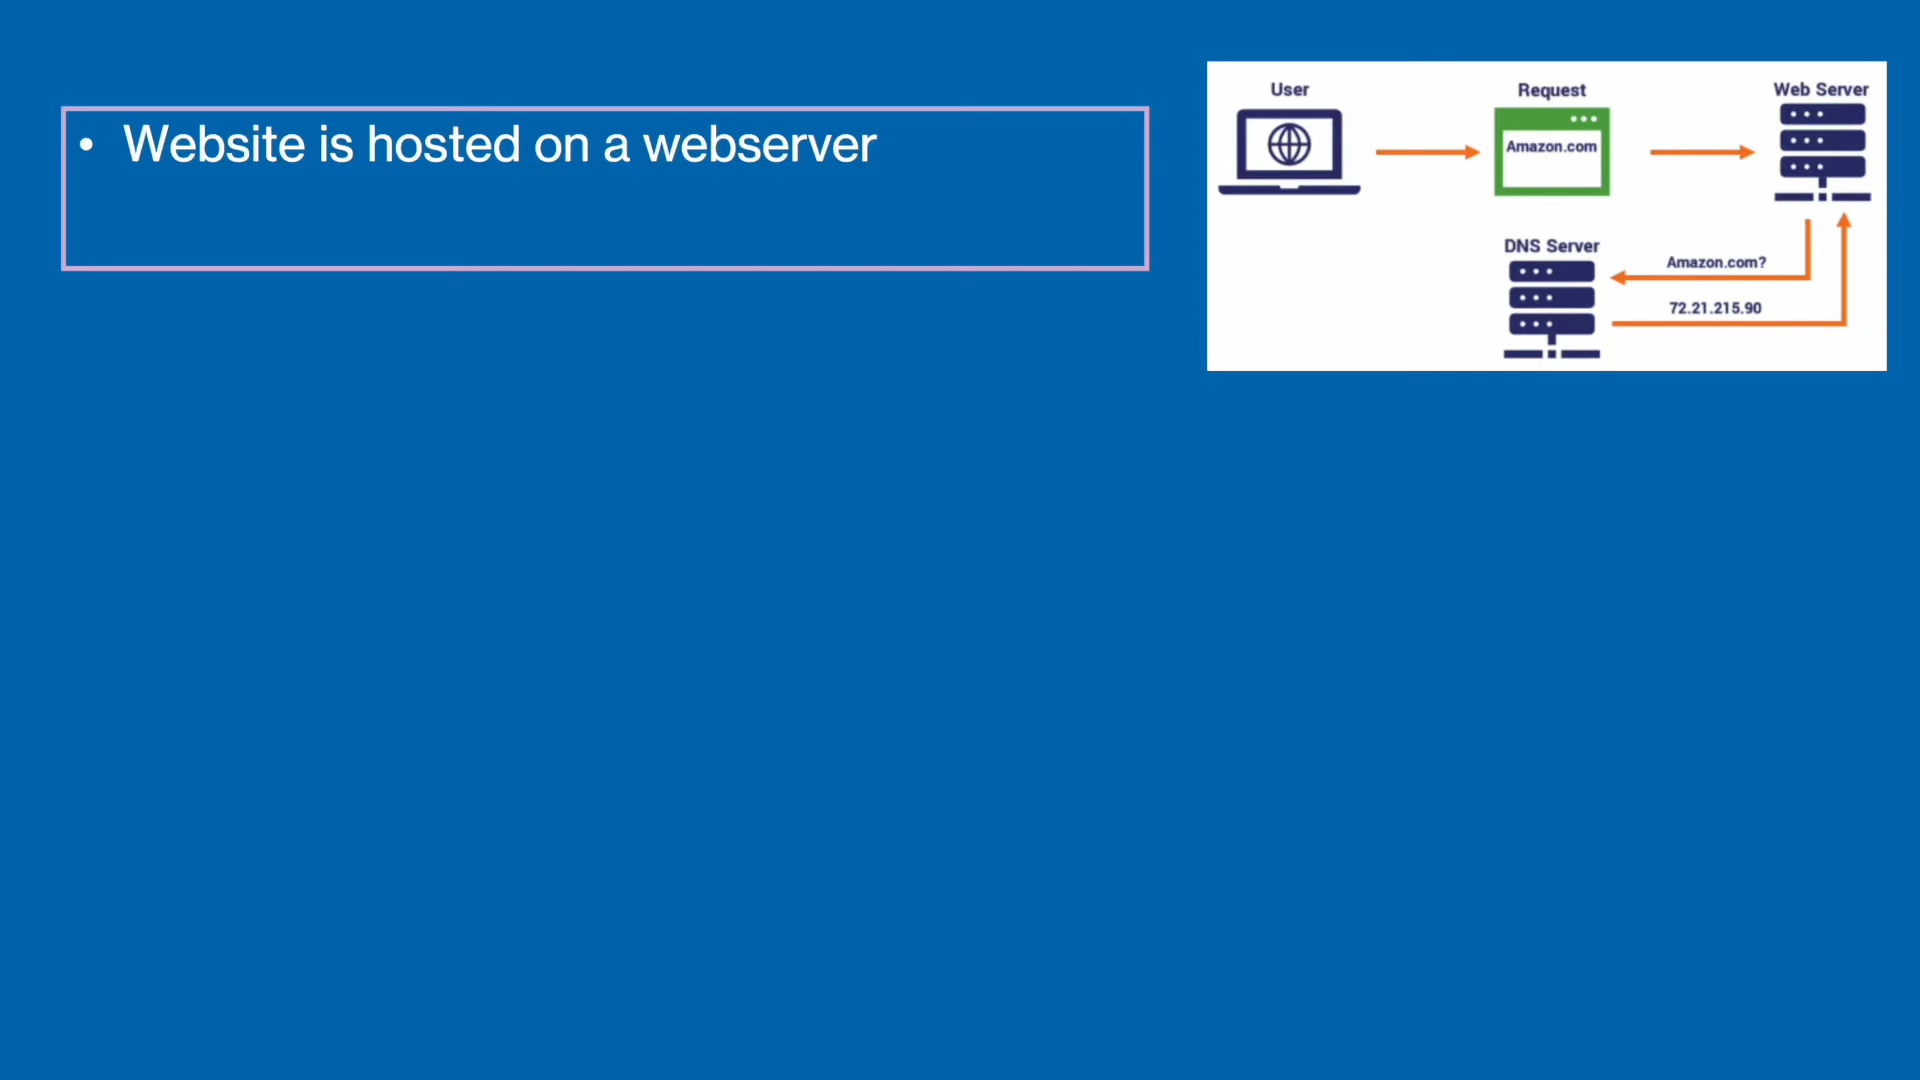 • Website is hosted on a webserver
User
Request
Web Server
Amazon.com
DNS Server
Amazon.com?
72.21.215.90